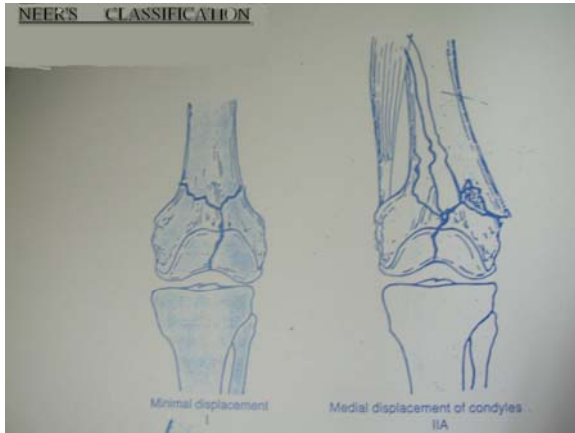 NEER'S CLASSIFICATION
Minimal displacement
I
Medial displacement of condyles
IIA